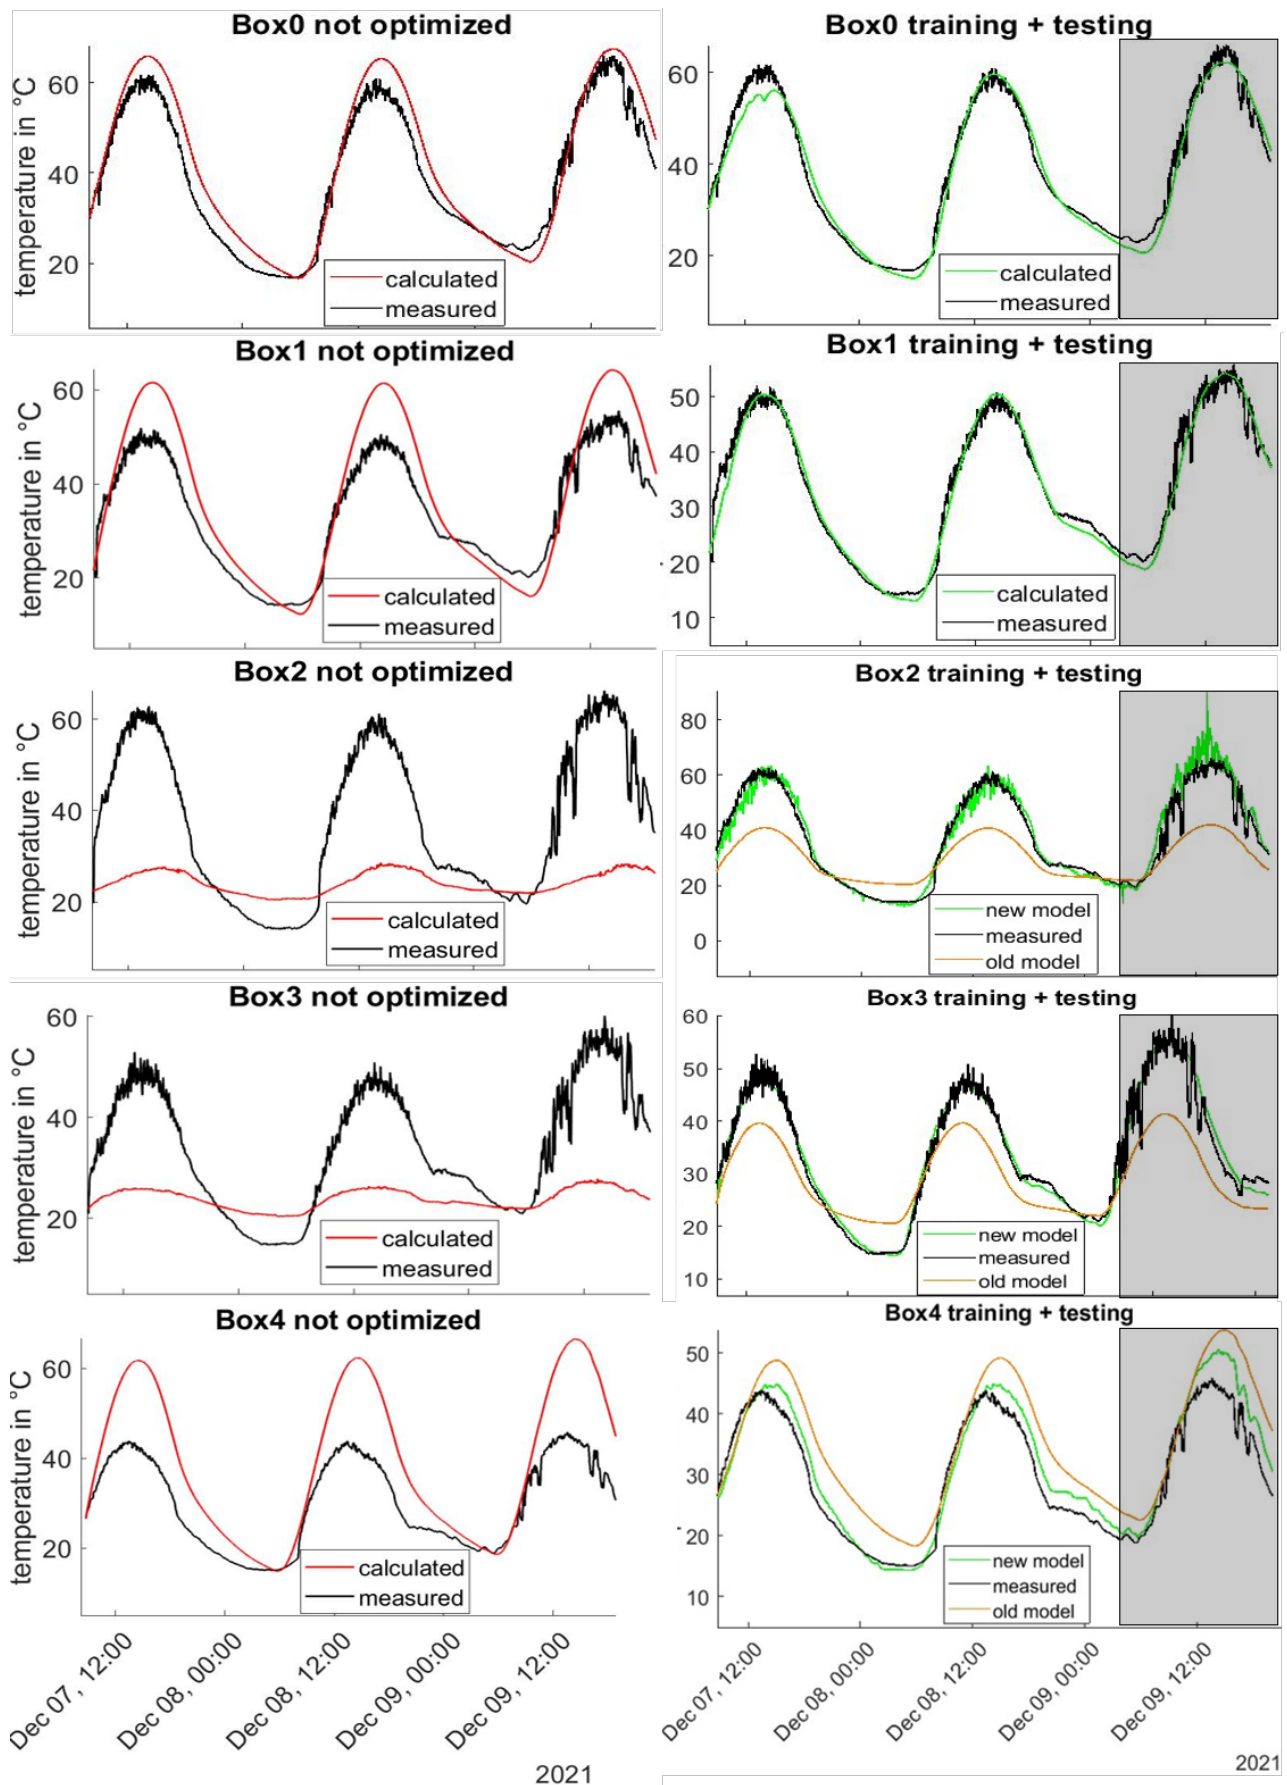 Box0 not optimized
temperature in °C
60
40
20
calculated
measured
Box0 training + testing
60
40
20
calculated
measured
Box1 not optimized
temperature in °C
60
40
20
calculated
measured
Box1 training + testing
50
40
30
20
10
calculated
measured
Box2 not optimized
temperature in °C
60
40
20
calculated
measured
Box2 training + testing
80
60
40
20
0
new model
measured
old model
Box3 not optimized
temperature in °C
60
40
20
calculated
measured
Box3 training + testing
60
50
40
30
20
10
new model
measured
old model
Box4 not optimized
temperature in °C
60
40
20
calculated
measured
Dec 07, 12:00
Dec 08, 00:00
Dec 08, 12:00
Dec 09, 00:00
Dec 09, 12:00
2021
Box4 training + testing
50
40
30
20
10
new model
measured
old model
Dec 07, 12:00
Dec 08, 00:00
Dec 08, 12:00
Dec 09, 00:00
Dec 09, 12:00
2021